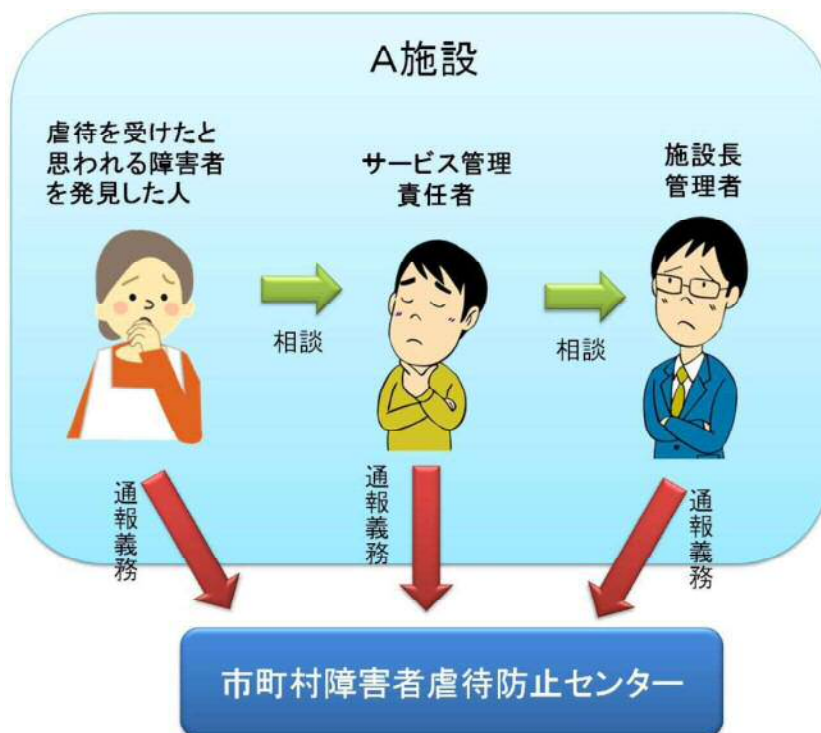 A施設
虐待を受けたと
思われる障害者
を発見した人
サービス管理
責任者
施設長
管理者
相談
相談
通報義務
通報義務
通報義務
市町村障害者虐待防止センター